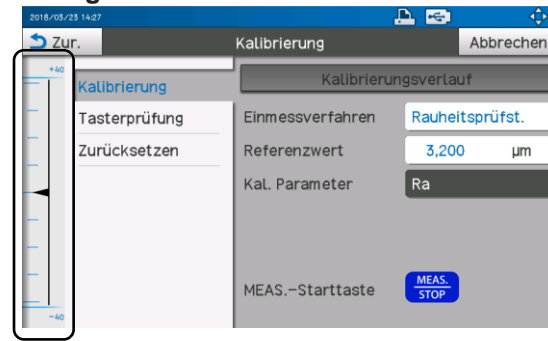 2018/03/23 14:27
Zur. Kalibrierung Abbrechen
+40
Kalibrierung
Tasterprüfung
Zurücksetzen
-40
Kalibrierungsverlauf
Einmessverfahren Rauheitsprüfst.
Referenzwert 3,200 µm
Kal. Parameter Ra
MEAS.-Starttaste MEAS.
STOP